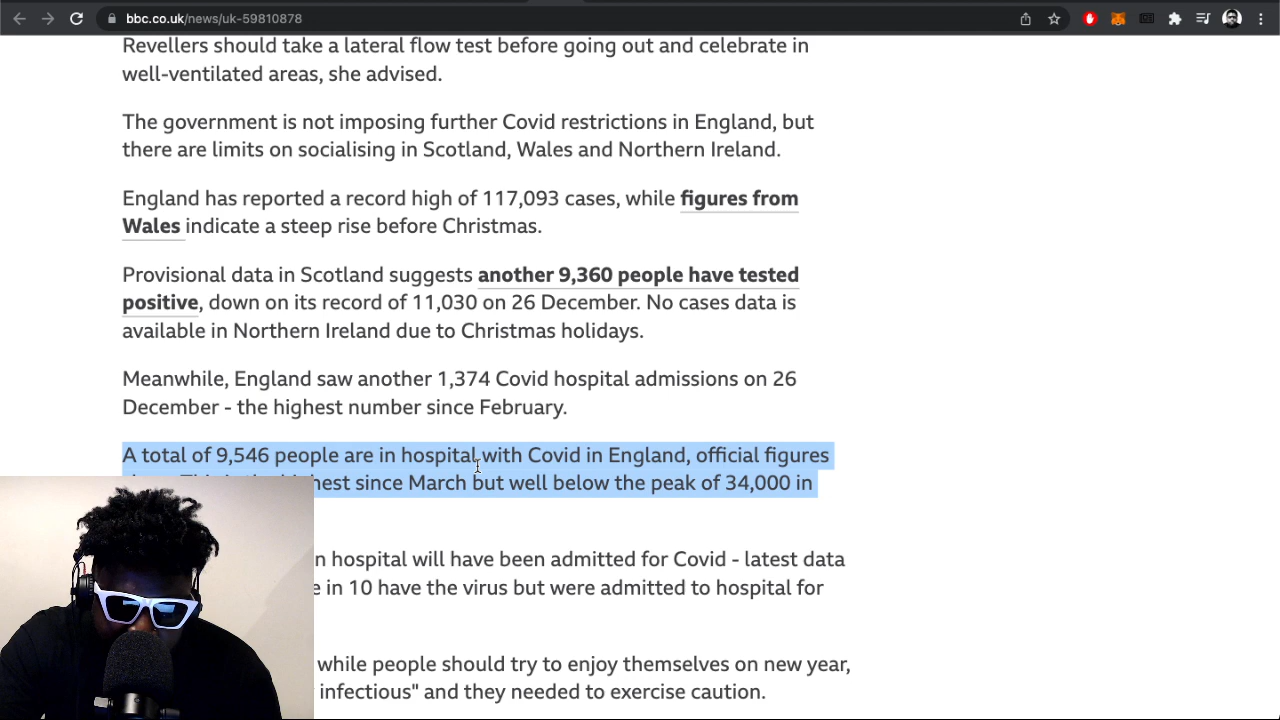 bbc.co.uk/news/uk-59810878
Revellers should take a lateral flow test before going out and celebrate in
well-ventilated areas, she advised.
The government is not imposing further Covid restrictions in England, but
there are limits on socialising in Scotland, Wales and Northern Ireland.
England has reported a record high of 117,093 cases, while figures from
Wales indicate a steep rise before Christmas.
Provisional data in Scotland suggests another 9,360 people have tested
positive, down on its record of 11,030 on 26 December. No cases data is
available in Northern Ireland due to Christmas holidays.
Meanwhile, England saw another 1,374 Covid hospital admissions on 26
December - the highest number since February.
A total of 9,546 people are in hospital with Covid in England, official figures
since March but well below the peak of 34,000 in
hospital will have been admitted for Covid - latest data
in 10 have the virus but were admitted to hospital for
while people should try to enjoy themselves on new year,
infectious" and they needed to exercise caution.